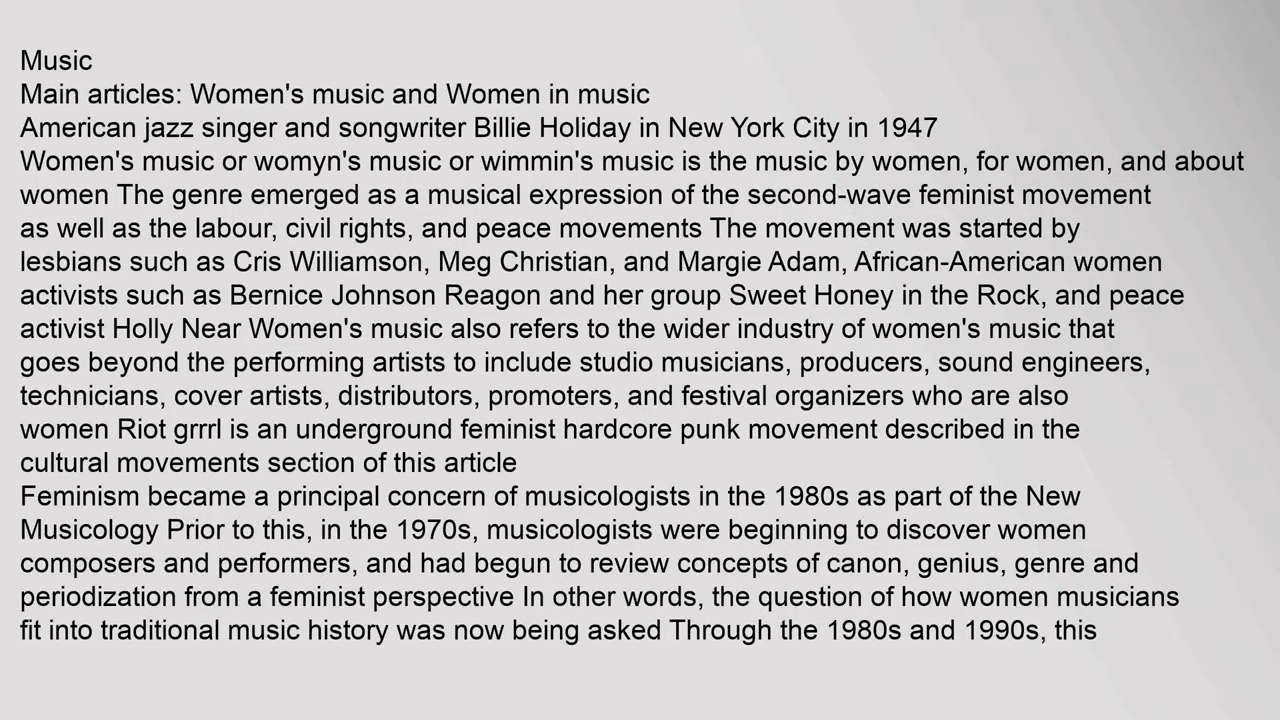 Music
Main articles: Women's music and Women in music
American jazz singer and songwriter Billie Holiday in New York City in 1947
Women's music or womyn's music or wimmin's music is the music by women, for women, and about
women The genre emerged as a musical expression of the second-wave feminist movement
as well as the labour, civil rights, and peace movements The movement was started by
lesbians such as Cris Williamson, Meg Christian, and Margie Adam, African-American women
activists such as Bernice Johnson Reagon and her group Sweet Honey in the Rock, and peace
activist Holly Near Women's music also refers to the wider industry of women's music that
goes beyond the performing artists to include studio musicians, producers, sound engineers,
technicians, cover artists, distributors, promoters, and festival organizers who are also
women Riot grrrl is an underground feminist hardcore punk movement described in the
cultural movements section of this article
Feminism became a principal concern of musicologists in the 1980s as part of the New
Musicology Prior to this, in the 1970s, musicologists were beginning to discover women
composers and performers, and had begun to review concepts of canon, genius, genre and
periodization from a feminist perspective In other words, the question of how women musicians
fit into traditional music history was now being asked Through the 1980s and 1990s, this